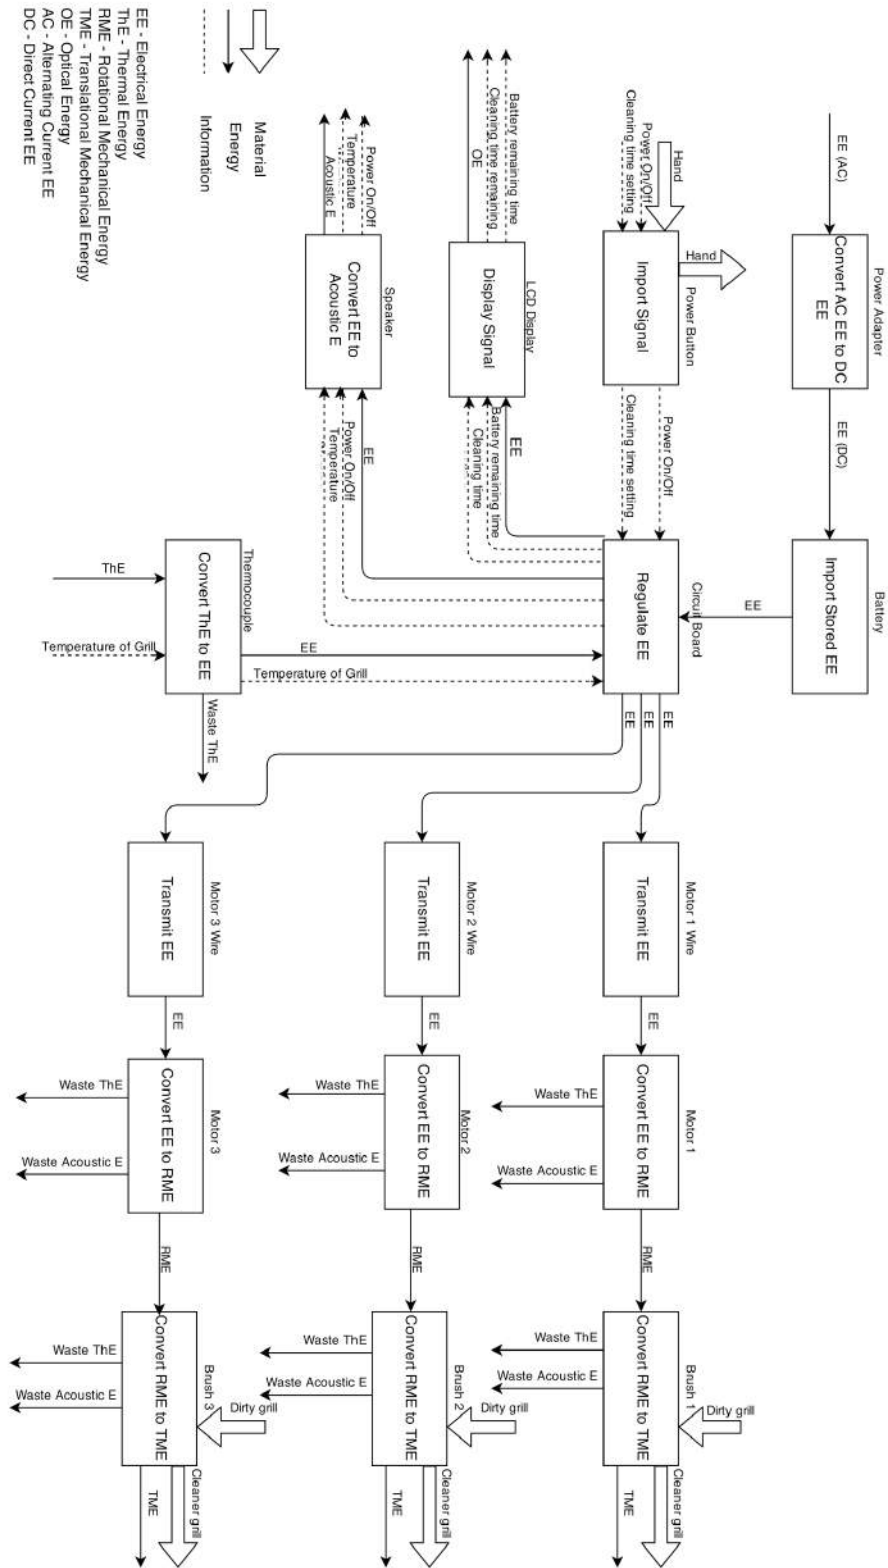 EE (AC)
Power Adapter
Convert AC EE to DC
EE
EE (DC)
Battery
Import Stored EE
EE
Hand
Power On/Off
Cleaning time setting
Hand
Power Button
Import Signal
Power On/Off
Cleaning time setting
Circuit Board
Regulate EE
EE
EE
EE
Motor 1 Wire
Transmit EE
EE
Motor 1
Convert EE to RME
Waste ThE
Waste Acoustic E
RME
Brush 1
Convert RME to TME
Dirty grill
Waste ThE
Waste Acoustic E
Cleaner grill
TME
Battery remaining time
Cleaning time remaining
OE
LCD Display
Display Signal
EE
Battery remaining time
Cleaning time
Motor 2 Wire
Transmit EE
EE
Motor 2
Convert EE to RME
Waste ThE
Waste Acoustic E
RME
Brush 2
Convert RME to TME
Dirty grill
Waste ThE
Waste Acoustic E
Cleaner grill
TME
Power On/Off
Temperature
Acoustic E
Speaker
Convert EE to
Acoustic E
EE
Power On/Off
Temperature
Thermocouple
Convert ThE to EE
ThE
Temperature of Grill
EE
Temperature of Grill
Waste ThE
Motor 3 Wire
Transmit EE
EE
Motor 3
Convert EE to RME
Waste ThE
Waste Acoustic E
RME
Brush 3
Convert RME to TME
Dirty grill
Waste ThE
Waste Acoustic E
Cleaner grill
TME
Material
Energy
Information
EE - Electrical Energy
ThE - Thermal Energy
RME - Rotational Mechanical Energy
TME - Translational Mechanical Energy
OE - Optical Energy
AC - Alternating Current EE
DC - Direct Current EE